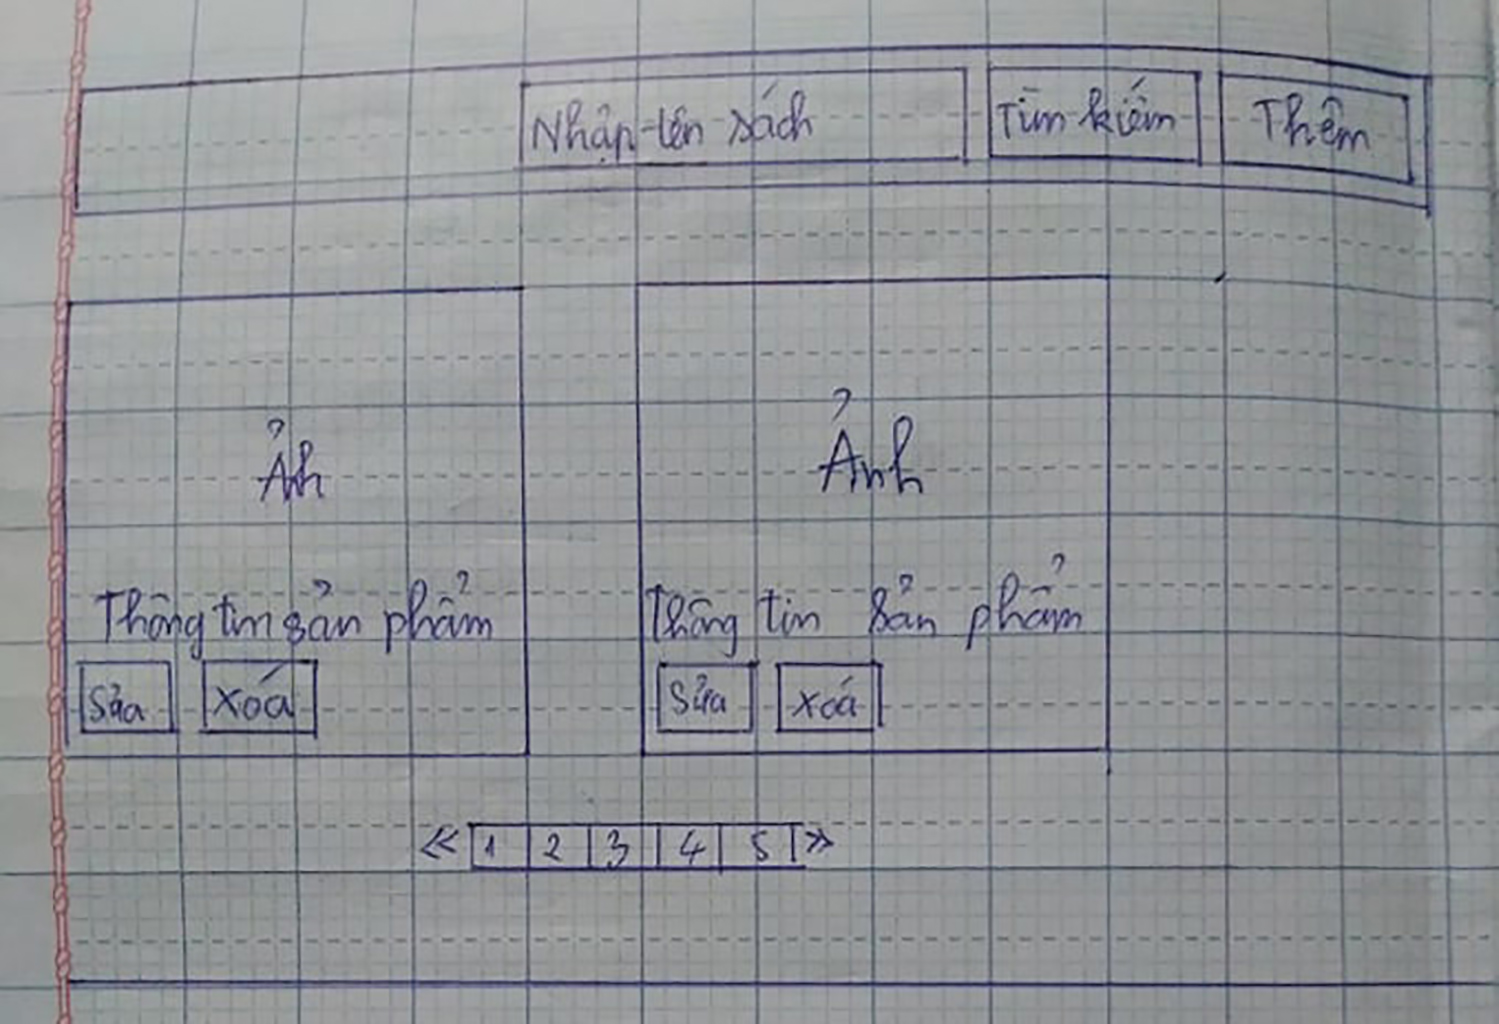 Nhập tên sách Tìm kiếm Thêm
Ảnh Ảnh
Thông tin sản phẩm Thông tin sản phẩm
Sửa Xoá Sửa Xoá
« 1 2 3 4 5 »